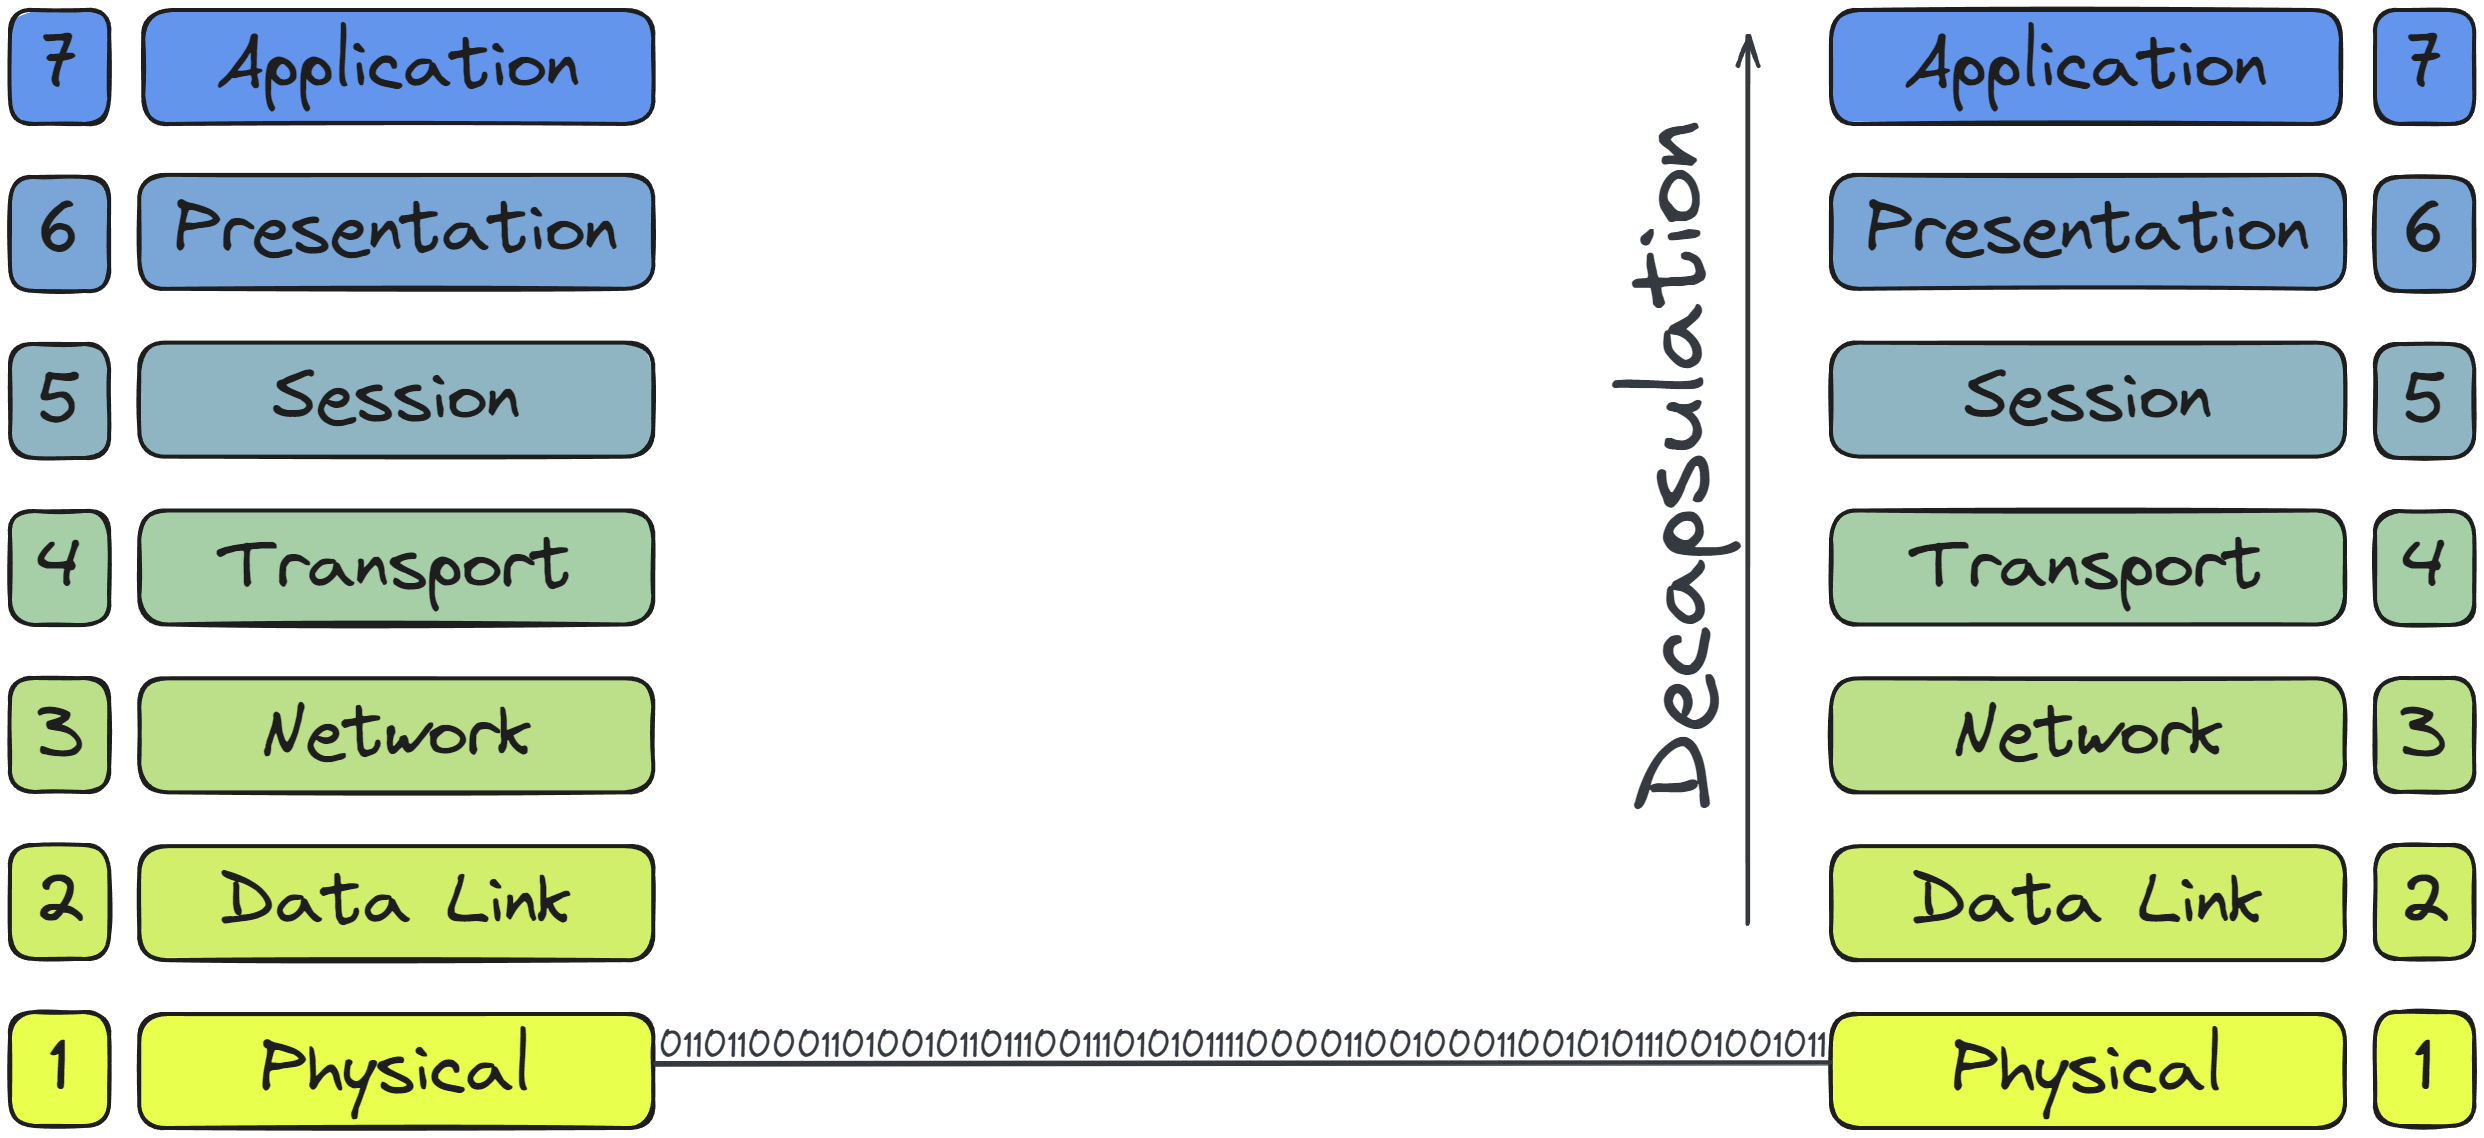 7 Application Application 7
6 Presentation Presentation 6
5 Session Session 5
4 Transport Transport 4
3 Network Network 3
2 Data Link Data Link 2
1 Physical 0110110001101001011011100111010101111000011001000110010101110010010111 Physical 1
Decapsulation